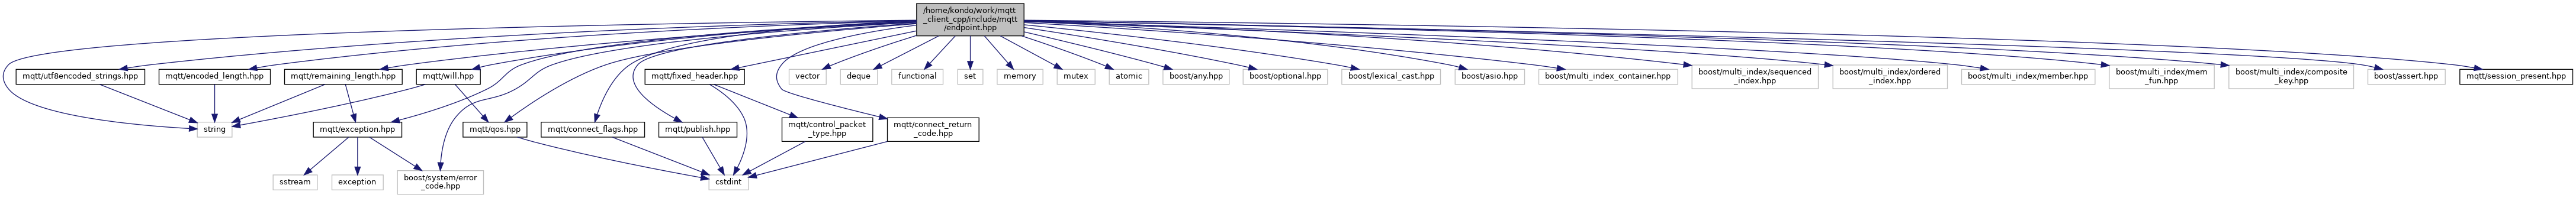 /home/kondo/work/mqtt
_client_cpp/include/mqtt
/endpoint.hpp
mqtt/utf8encoded_strings.hpp
mqtt/encoded_length.hpp
mqtt/remaining_length.hpp
mqtt/will.hpp
mqtt/fixed_header.hpp
vector
deque
functional
set
memory
mutex
atomic
boost/any.hpp
boost/optional.hpp
boost/lexical_cast.hpp
boost/asio.hpp
boost/multi_index_container.hpp
boost/multi_index/sequenced
_index.hpp
boost/multi_index/ordered
_index.hpp
boost/multi_index/member.hpp
boost/multi_index/mem
_fun.hpp
boost/multi_index/composite
_key.hpp
boost/assert.hpp
mqtt/session_present.hpp
string
mqtt/exception.hpp
mqtt/qos.hpp
mqtt/connect_flags.hpp
mqtt/publish.hpp
mqtt/control_packet
_type.hpp
mqtt/connect_return
_code.hpp
sstream
exception
boost/system/error
_code.hpp
cstdint